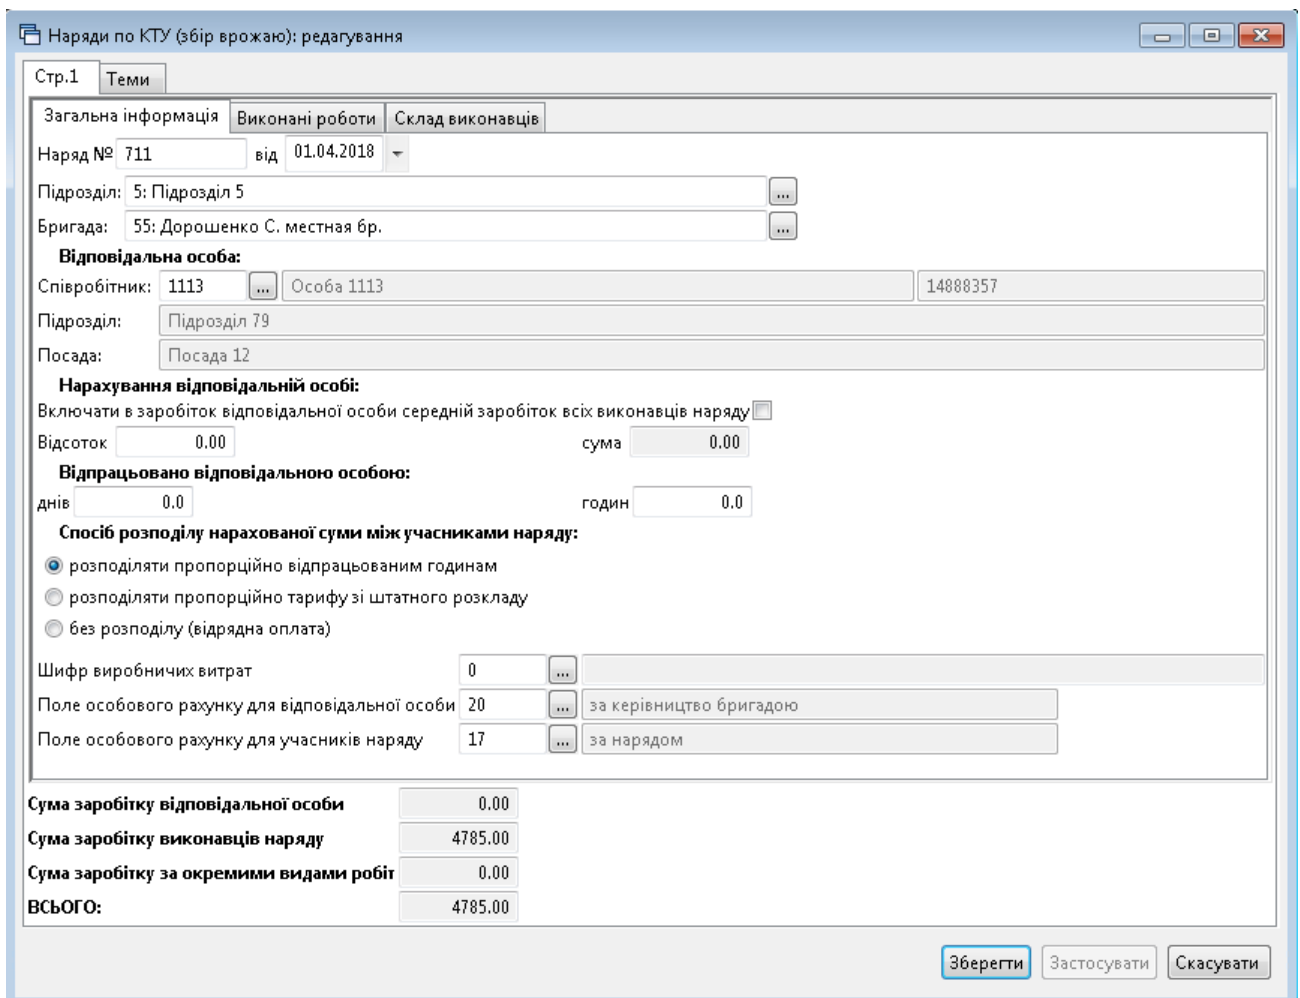 Наряди по КТУ (збір врожаю): редагування
Стр.1 Теми
Загальна інформація Виконані роботи Склад виконавців
Наряд № 711 від 01.04.2018
Підрозділ: 5: Підрозділ 5 ...
Бригада: 55: Дорошенко С. местная бр. ...
Відповідальна особа:
Співробітник: 1113 ... Особа 1113 14888357
Підрозділ: Підрозділ 79
Посада: Посада 12
Нарахування відповідальній особі:
Включати в заробіток відповідальної особи середній заробіток всіх виконавців наряду
Відсоток 0.00 сума 0.00
Відпрацьовано відповідальною особою:
днів 0.0 годин 0.0
Спосіб розподілу нарахованої суми між учасниками наряду:
розподіляти пропорційно відпрацьованим годинам
розподіляти пропорційно тарифу зі штатного розкладу
без розподілу (відрядна оплата)
Шифр виробничих витрат 0 ...
Поле особового рахунку для відповідальної особи 20 ... за керівництво бригадою
Поле особового рахунку для учасників наряду 17 ... за нарядом
Сума заробітку відповідальної особи 0.00
Сума заробітку виконавців наряду 4785.00
Сума заробітку за окремими видами робіт 0.00
ВСЬОГО: 4785.00
Зберегти Застосувати Скасувати